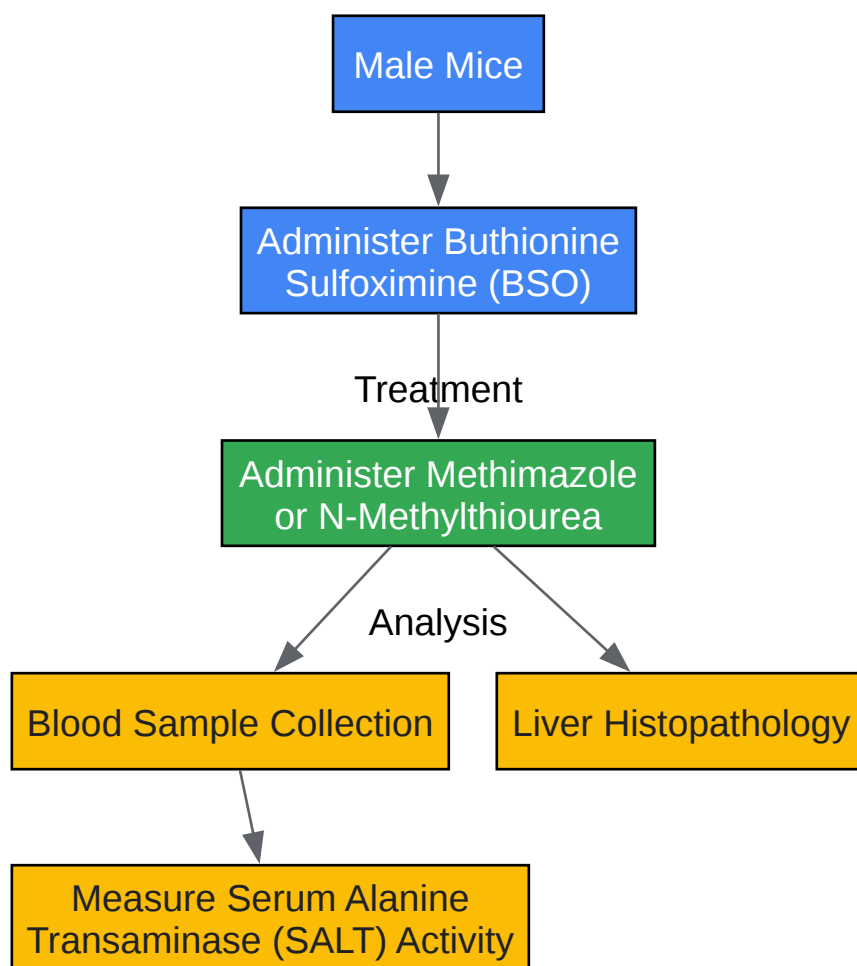 Male Mice
Administer Buthionine
Sulfoximine (BSO)
Treatment
Administer Methimazole
or N-Methylthiourea
Analysis
Blood Sample Collection
Liver Histopathology
Measure Serum Alanine
Transaminase (SALT) Activity